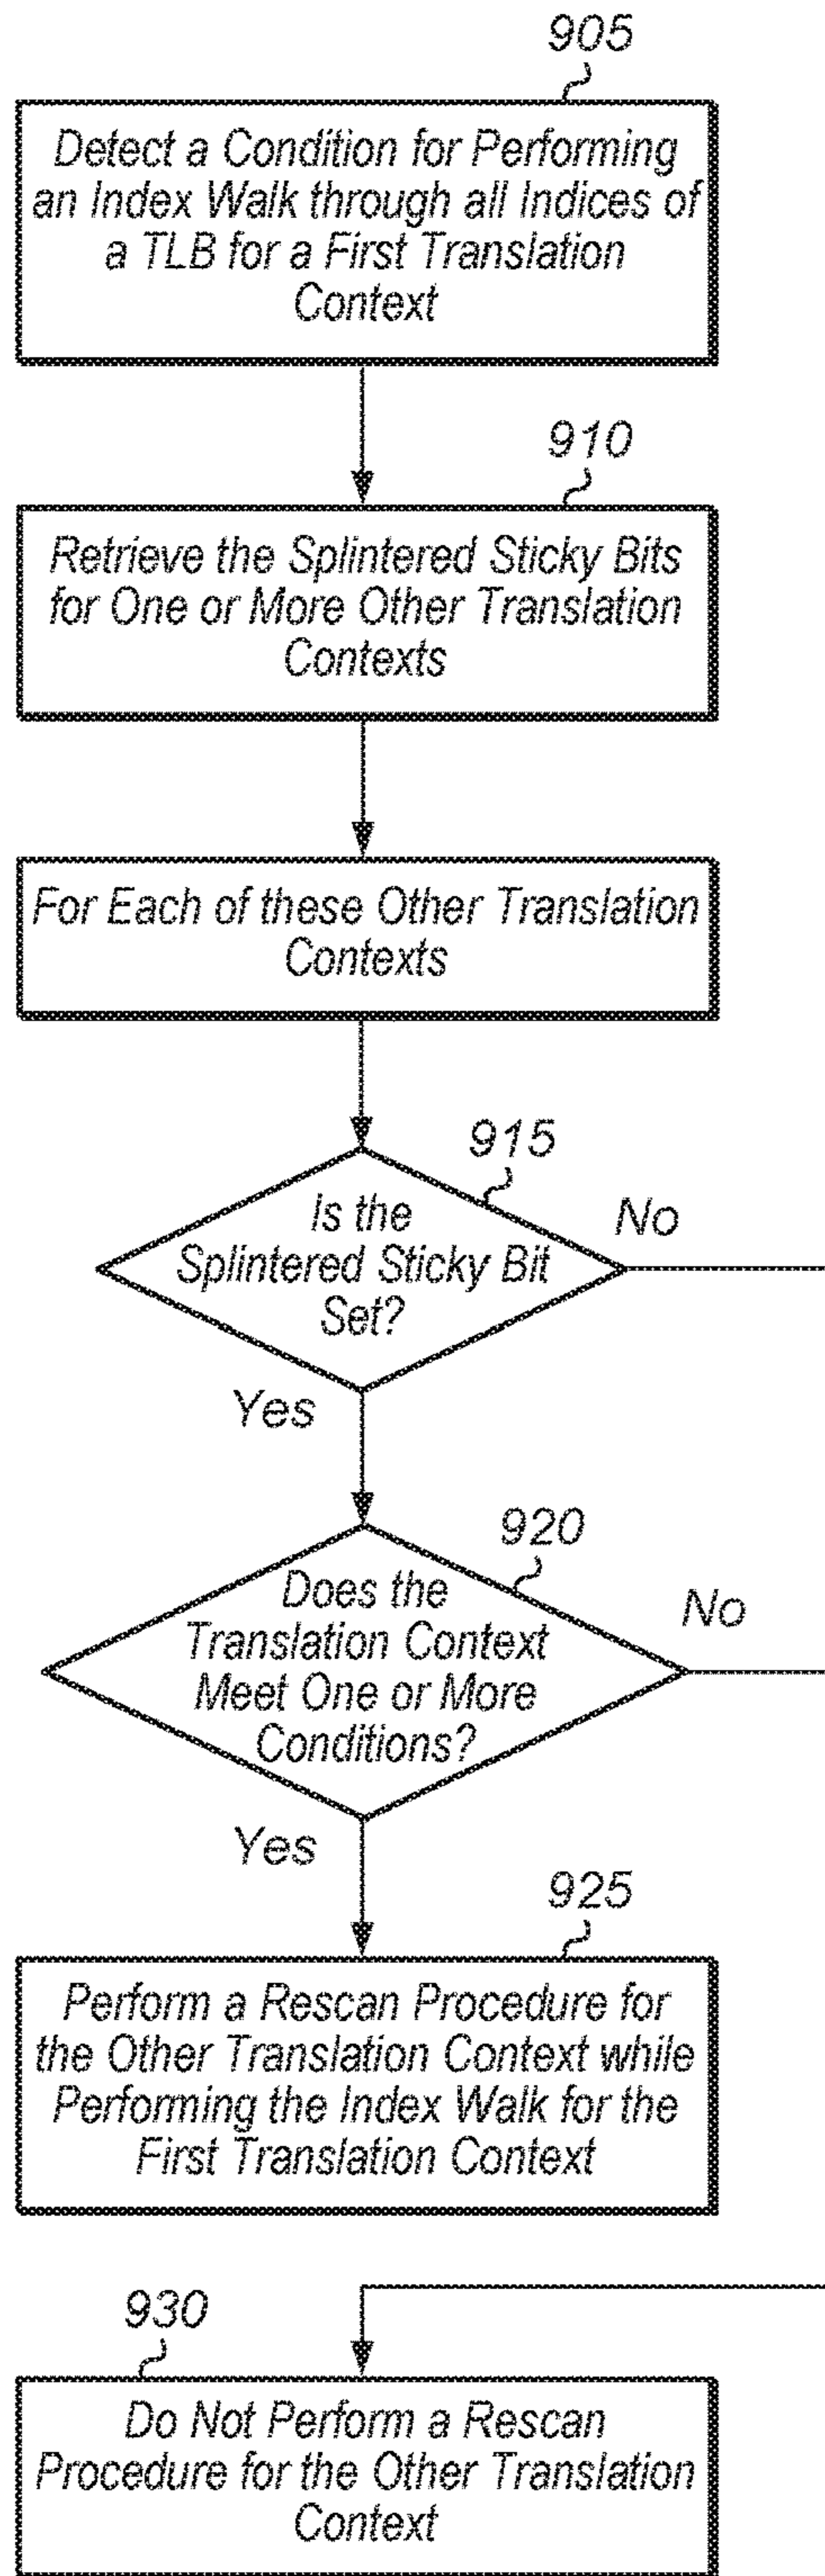 905
Detect a Condition for Performing
an Index Walk through all Indices of
a TLB for a First Translation
Context
910
Retrieve the Splintered Sticky Bits
for One or More Other Translation
Contexts
For Each of these Other Translation
Contexts
915
Is the
Splintered Sticky Bit
Set?
No
Yes
920
Does the
Translation Context
Meet One or More
Conditions?
No
Yes
925
Perform a Rescan Procedure for
the Other Translation Context while
Performing the Index Walk for the
First Translation Context
930
Do Not Perform a Rescan
Procedure for the Other Translation
Context